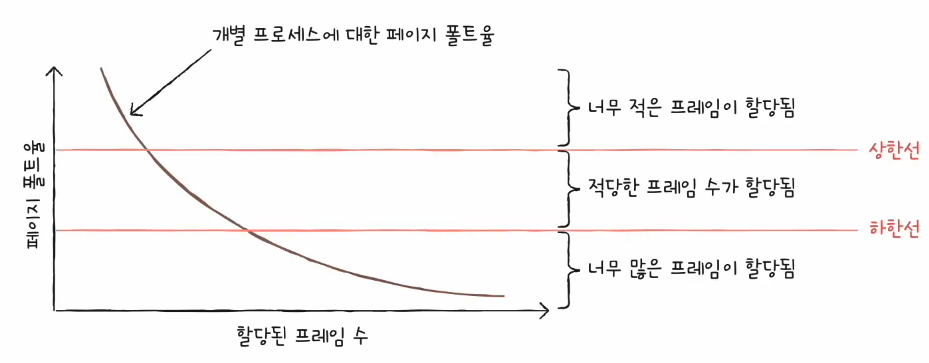 개별 프로세스에 대한 페이지 폴트율
너무 적은 프레임이 할당됨
상한선
페이지 폴트율
적당한 프레임 수가 할당됨
하한선
너무 많은 프레임이 할당됨
할당된 프레임 수